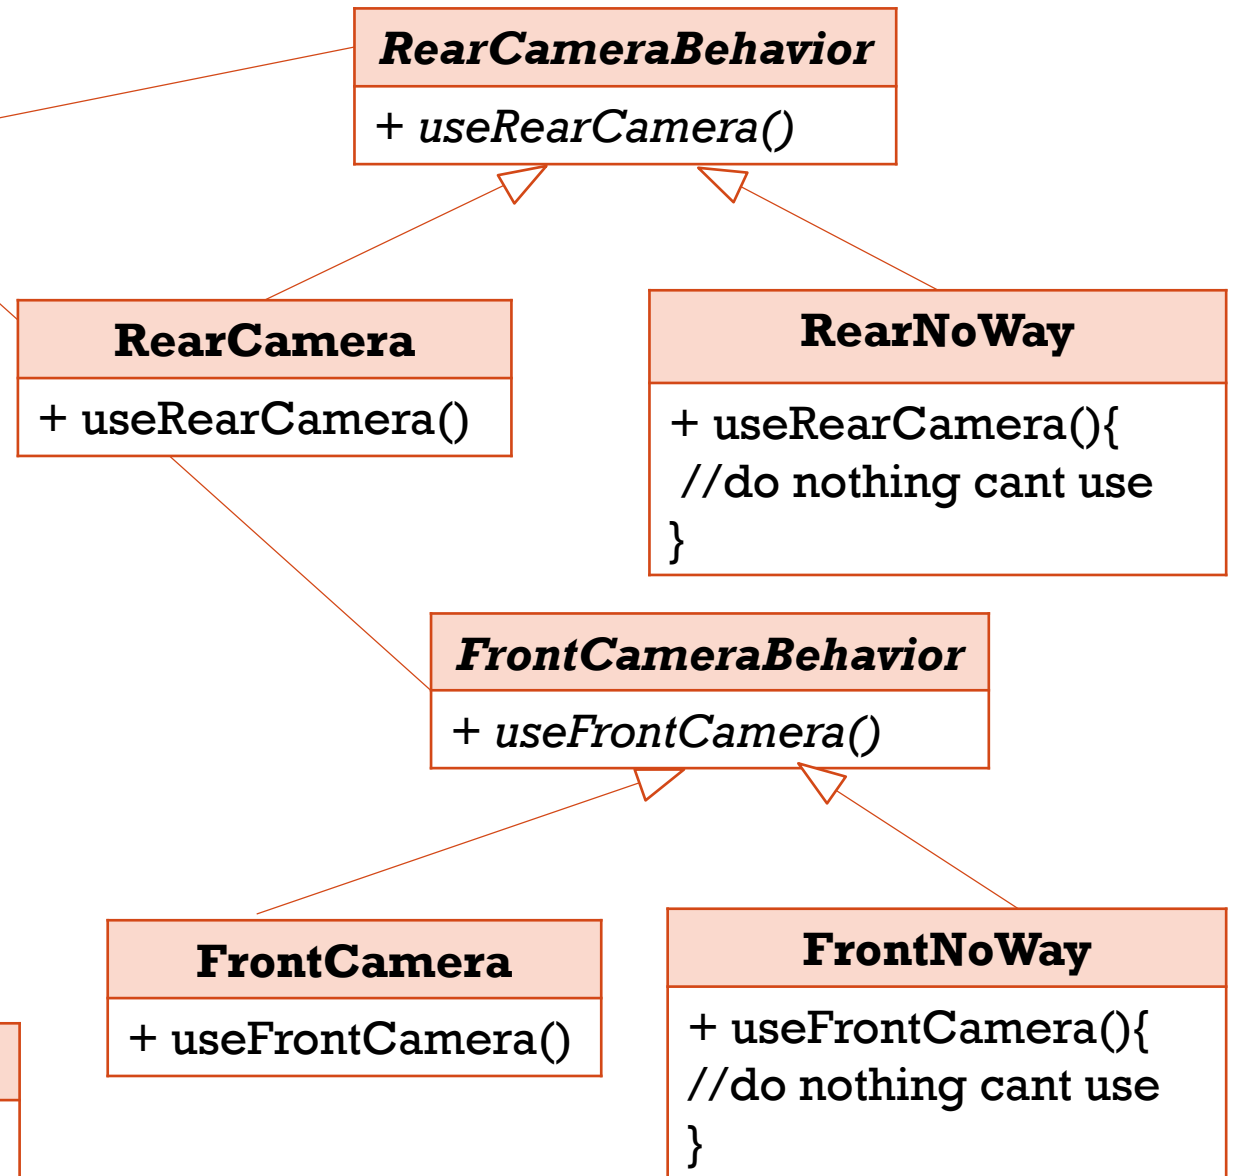 RearCameraBehavior
+ useRearCamera()
RearCamera
+ useRearCamera()
RearNoWay
+ useRearCamera(){
//do nothing cant use
}
FrontCameraBehavior
+ useFrontCamera()
FrontCamera
+ useFrontCamera()
FrontNoWay
+ useFrontCamera(){
//do nothing cant use
}